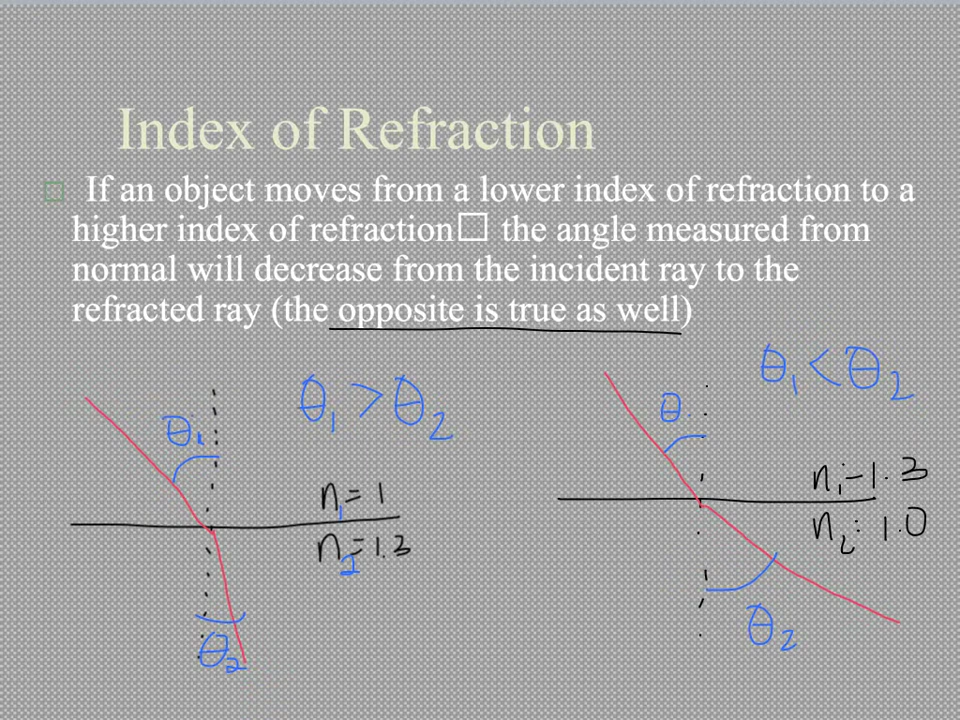 Index of Refraction
If an object moves from a lower index of refraction to a
higher index of refraction□ the angle measured from
normal will decrease from the incident ray to the
refracted ray (the opposite is true as well)
θ₁
θ₁ > θ₂
n₁ = 1
n₂ = 1.3
θ₂
θ₁
θ₁ < θ₂
n₁ = 1.3
n₂ = 1.0
θ₂